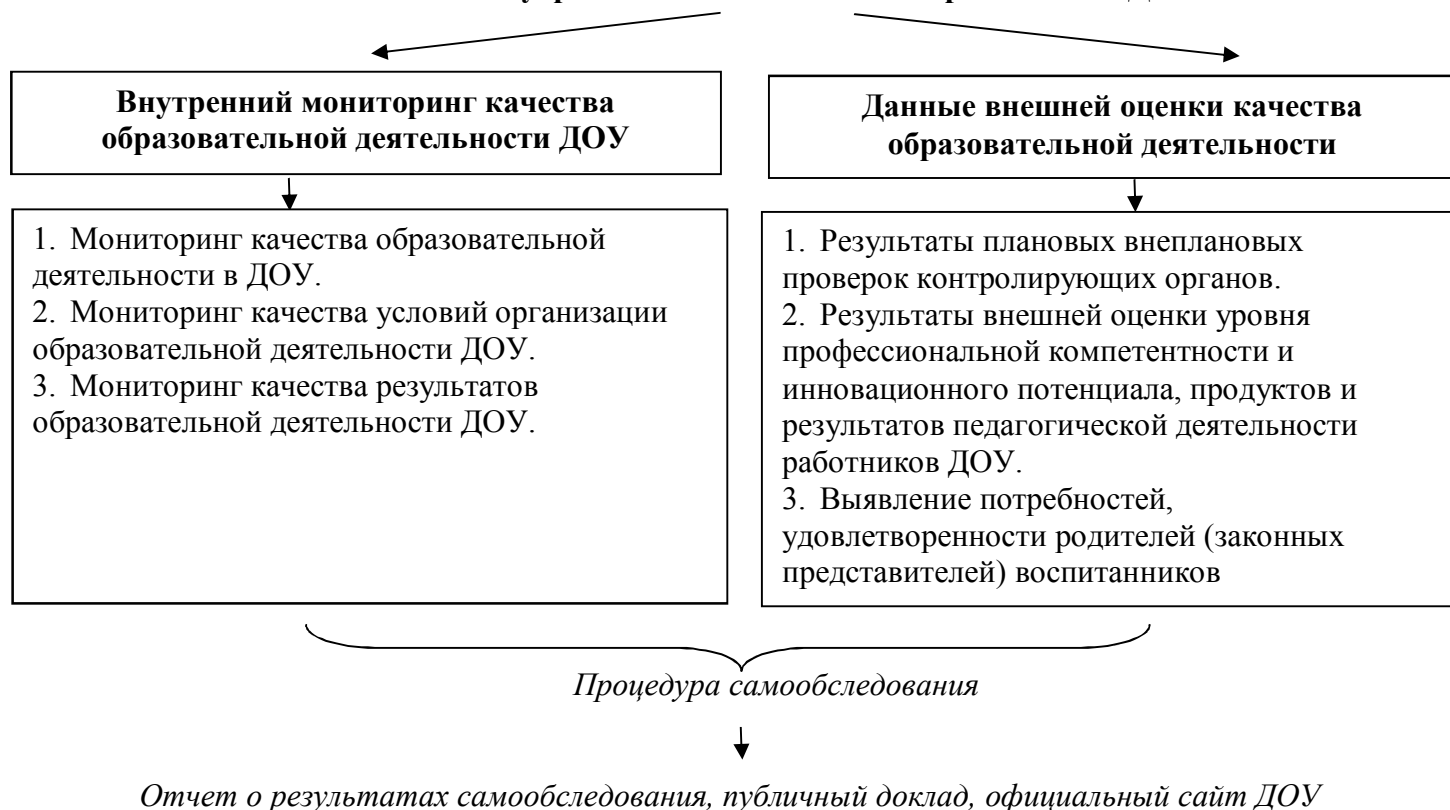 Внутренний мониторинг качества
образовательной деятельности ДОУ
Данные внешней оценки качества
образовательной деятельности
1. Мониторинг качества образовательной
деятельности в ДОУ.
2. Мониторинг качества условий организации
образовательной деятельности ДОУ.
3. Мониторинг качества результатов
образовательной деятельности ДОУ.
1. Результаты плановых внеплановых
проверок контролирующих органов.
2. Результаты внешней оценки уровня
профессиональной компетентности и
инновационного потенциала, продуктов и
результатов педагогической деятельности
работников ДОУ.
3. Выявление потребностей,
удовлетворенности родителей (законных
представителей) воспитанников
Процедура самообследования
Отчет о результатах самообследования, публичный доклад, официальный сайт ДОУ